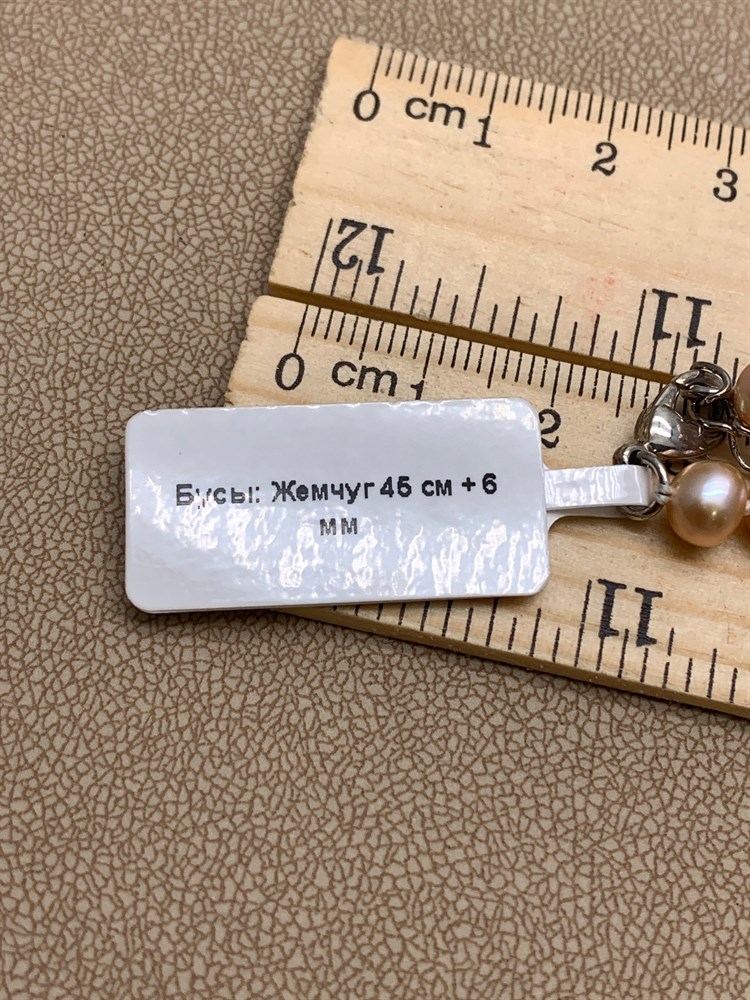 0 cm 1 2 3
12 11
0 cm 1 2
Бусы: Жемчуг 45 см + 6
мм
11